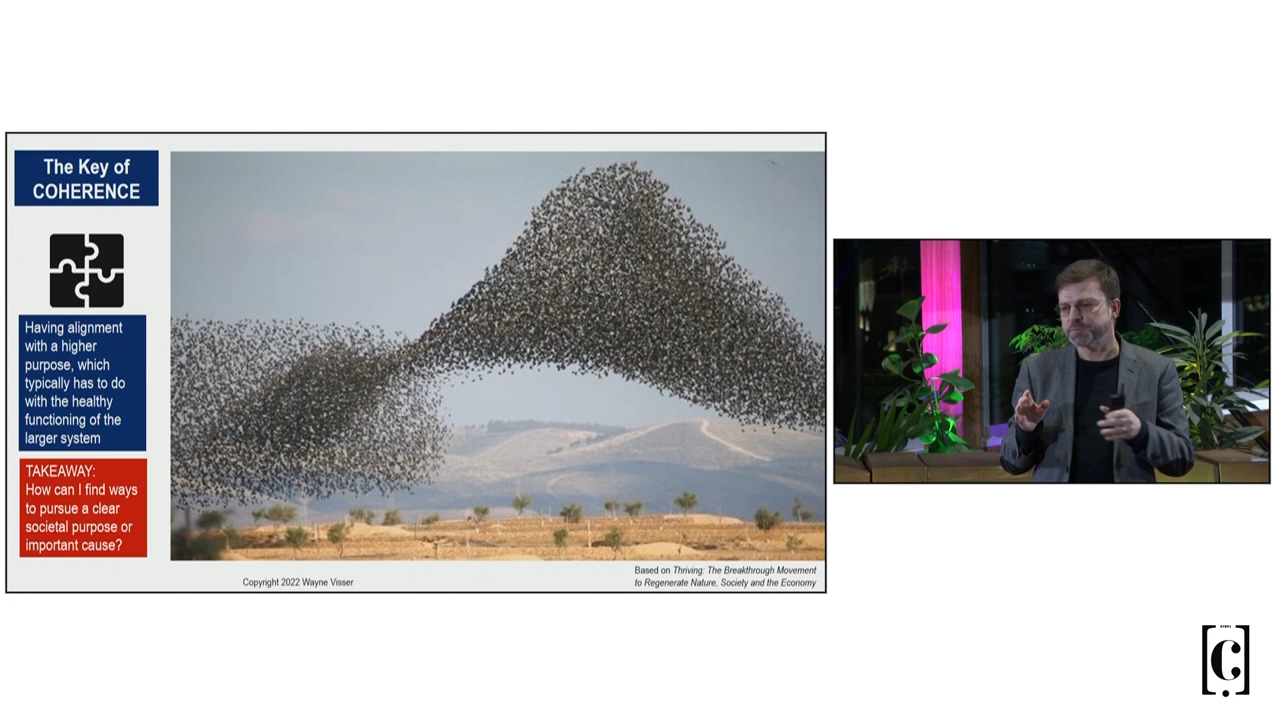 The Key of
COHERENCE
Having alignment
with a higher
purpose, which
typically has to do
with the healthy
functioning of the
larger system
TAKEAWAY:
How can I find ways
to pursue a clear
societal purpose or
important cause?
Copyright 2022 Wayne Visser
Based on Thriving: The Breakthrough Movement
to Regenerate Nature, Society and the Economy
[Ç]